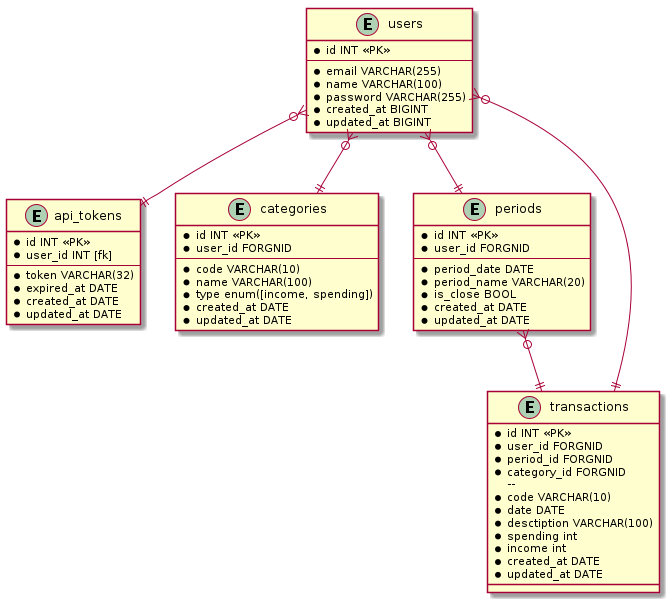 E users
id INT «PK»
email VARCHAR(255)
name VARCHAR(100)
password VARCHAR(255)
created_at BIGINT
updated_at BIGINT
E api_tokens
id INT «PK»
user_id INT [fk]
token VARCHAR(32)
expired_at DATE
created_at DATE
updated_at DATE
E categories
id INT «PK»
user_id FORGNID
code VARCHAR(10)
name VARCHAR(100)
type enum([income, spending])
created_at DATE
updated_at DATE
E periods
id INT «PK»
user_id FORGNID
period_date DATE
period_name VARCHAR(20)
is_close BOOL
created_at DATE
updated_at DATE
E transactions
id INT «PK»
user_id FORGNID
period_id FORGNID
category_id FORGNID
--
code VARCHAR(10)
date DATE
desctiption VARCHAR(100)
spending int
income int
created_at DATE
updated_at DATE